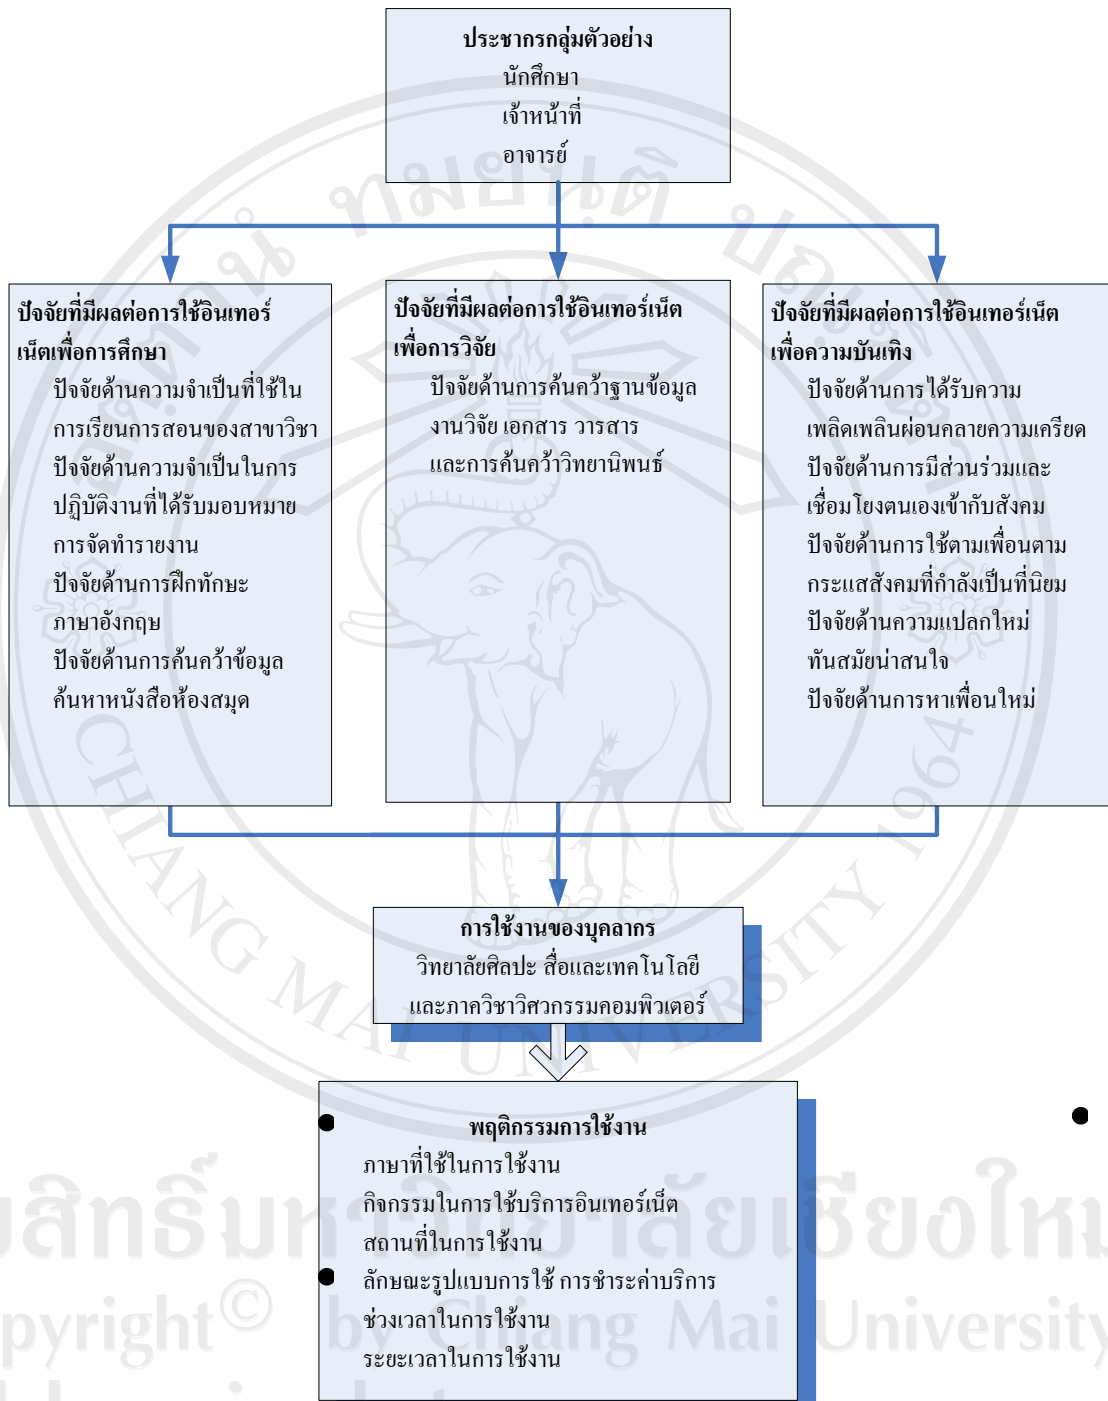 ประชากรกลุ่มตัวอย่าง
นักศึกษา
เจ้าหน้าที่
อาจารย์
ปัจจัยที่มีผลต่อการใช้อินเทอร์
เน็ตเพื่อการศึกษา
ปัจจัยด้านความจำเป็นที่ใช้ใน
การเรียนการสอนของสาขาวิชา
ปัจจัยด้านความจำเป็นในการ
ปฏิบัติงานที่ได้รับมอบหมาย
การจัดทำรายงาน
ปัจจัยด้านการฝึกทักษะ
ภาษาอังกฤษ
ปัจจัยด้านการค้นคว้าข้อมูล
ค้นหาหนังสือห้องสมุด
ปัจจัยที่มีผลต่อการใช้อินเทอร์เน็ต
เพื่อการวิจัย
ปัจจัยด้านการค้นคว้าฐานข้อมูล
งานวิจัย เอกสาร วารสาร
และการค้นคว้าวิทยานิพนธ์
ปัจจัยที่มีผลต่อการใช้อินเทอร์เน็ต
เพื่อความบันเทิง
ปัจจัยด้านการได้รับความ
เพลิดเพลินผ่อนคลายความเครียด
ปัจจัยด้านการมีส่วนร่วมและ
เชื่อมโยงตนเองเข้ากับสังคม
ปัจจัยด้านการใช้ตามเพื่อนตาม
กระแสสังคมที่กำลังเป็นที่นิยม
ปัจจัยด้านความแปลกใหม่
ทันสมัยน่าสนใจ
ปัจจัยด้านการหาเพื่อนใหม่
การใช้งานของบุคลากร
วิทยาลัยศิลปะ สื่อและเทคโนโลยี
และภาควิชาวิศวกรรมคอมพิวเตอร์
พฤติกรรมการใช้งาน
ภาษาที่ใช้ในการใช้งาน
กิจกรรมในการใช้บริการอินเทอร์เน็ต
สถานที่ในการใช้งาน
ลักษณะรูปแบบการใช้ การชำระค่าบริการ
ช่วงเวลาในการใช้งาน
ระยะเวลาในการใช้งาน
CHIANG MAI UNIVERSITY 1964
สิทธิ์มหาวิทยาลัยเชียงใหม
pyright© by Chiang Mai University